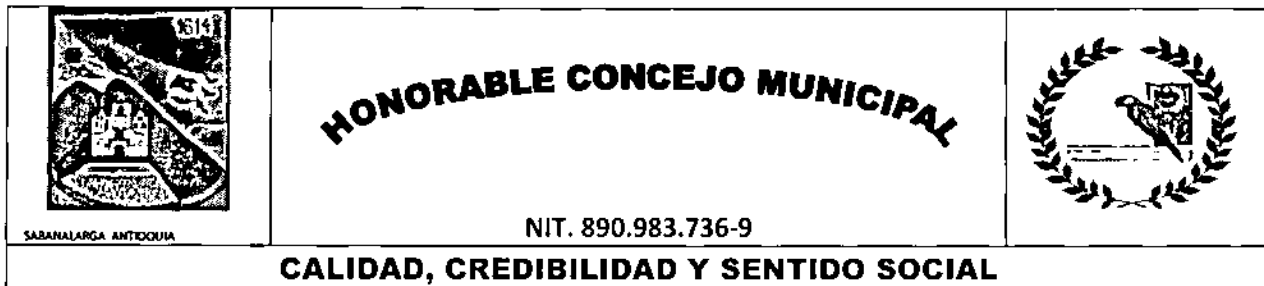 1614
SABANALARGA ANTIOQUIA
HONORABLE CONCEJO MUNICIPAL
NIT. 890.983.736-9
CALIDAD, CREDIBILIDAD Y SENTIDO SOCIAL